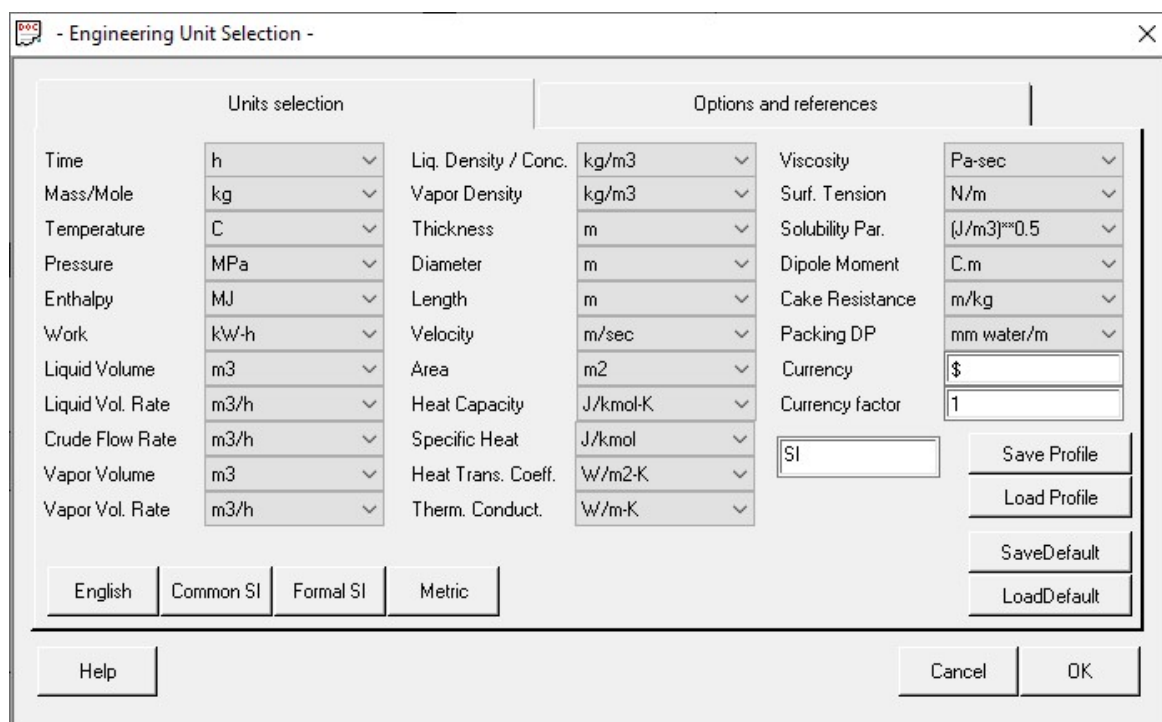 DOC - Engineering Unit Selection -
Units selection Options and references
Time h Liq. Density / Conc. kg/m3 Viscosity Pa-sec
Mass/Mole kg Vapor Density kg/m3 Surf. Tension N/m
Temperature C Thickness m Solubility Par. (J/m3)**0.5
Pressure MPa Diameter m Dipole Moment C.m
Enthalpy MJ Length m Cake Resistance m/kg
Work kW-h Velocity m/sec Packing DP mm water/m
Liquid Volume m3 Area m2 Currency $
Liquid Vol. Rate m3/h Heat Capacity J/kmol-K Currency factor 1
Crude Flow Rate m3/h Specific Heat J/kmol SI Save Profile
Vapor Volume m3 Heat Trans. Coeff. W/m2-K
Vapor Vol. Rate m3/h Therm. Conduct. W/m-K Load Profile
SaveDefault
English Common SI Formal SI Metric LoadDefault
Help Cancel OK